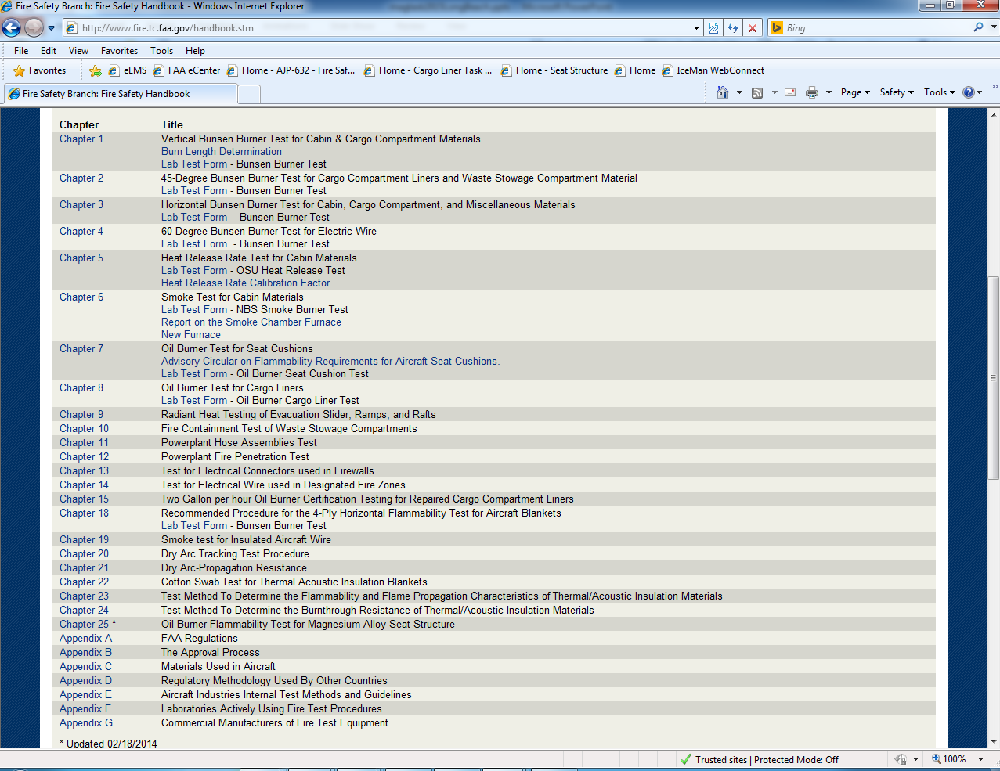 Fire Safety Branch: Fire Safety Handbook - Windows Internet Explorer
http://www.fire.tc.faa.gov/handbook.stm
Bing
File Edit View Favorites Tools Help
Favorites eLMS FAA eCenter Home - AJP-632 - Fire Saf... Home - Cargo Liner Task ... Home - Seat Structure Home IceMan WebConnect
Fire Safety Branch: Fire Safety Handbook
Page Safety Tools
Chapter Title
Chapter 1 Vertical Bunsen Burner Test for Cabin & Cargo Compartment Materials
Burn Length Determination
Lab Test Form - Bunsen Burner Test
Chapter 2 45-Degree Bunsen Burner Test for Cargo Compartment Liners and Waste Stowage Compartment Material
Lab Test Form - Bunsen Burner Test
Chapter 3 Horizontal Bunsen Burner Test for Cabin, Cargo Compartment, and Miscellaneous Materials
Lab Test Form - Bunsen Burner Test
Chapter 4 60-Degree Bunsen Burner Test for Electric Wire
Lab Test Form - Bunsen Burner Test
Chapter 5 Heat Release Rate Test for Cabin Materials
Lab Test Form - OSU Heat Release Test
Heat Release Rate Calibration Factor
Chapter 6 Smoke Test for Cabin Materials
Lab Test Form - NBS Smoke Burner Test
Report on the Smoke Chamber Furnace
New Furnace
Chapter 7 Oil Burner Test for Seat Cushions
Advisory Circular on Flammability Requirements for Aircraft Seat Cushions.
Lab Test Form - Oil Burner Seat Cushion Test
Chapter 8 Oil Burner Test for Cargo Liners
Lab Test Form - Oil Burner Cargo Liner Test
Chapter 9 Radiant Heat Testing of Evacuation Slider, Ramps, and Rafts
Chapter 10 Fire Containment Test of Waste Stowage Compartments
Chapter 11 Powerplant Hose Assemblies Test
Chapter 12 Powerplant Fire Penetration Test
Chapter 13 Test for Electrical Connectors used in Firewalls
Chapter 14 Test for Electrical Wire used in Designated Fire Zones
Chapter 15 Two Gallon per hour Oil Burner Certification Testing for Repaired Cargo Compartment Liners
Chapter 18 Recommended Procedure for the 4-Ply Horizontal Flammability Test for Aircraft Blankets
Lab Test Form - Bunsen Burner Test
Chapter 19 Smoke test for Insulated Aircraft Wire
Chapter 20 Dry Arc Tracking Test Procedure
Chapter 21 Dry Arc-Propagation Resistance
Chapter 22 Cotton Swab Test for Thermal Acoustic Insulation Blankets
Chapter 23 Test Method To Determine the Flammability and Flame Propagation Characteristics of Thermal/Acoustic Insulation Materials
Chapter 24 Test Method To Determine the Burnthrough Resistance of Thermal/Acoustic Insulation Materials
Chapter 25 * Oil Burner Flammability Test for Magnesium Alloy Seat Structure
Appendix A FAA Regulations
Appendix B The Approval Process
Appendix C Materials Used in Aircraft
Appendix D Regulatory Methodology Used By Other Countries
Appendix E Aircraft Industries Internal Test Methods and Guidelines
Appendix F Laboratories Actively Using Fire Test Procedures
Appendix G Commercial Manufacturers of Fire Test Equipment
* Updated 02/18/2014
Trusted sites | Protected Mode: Off
100%